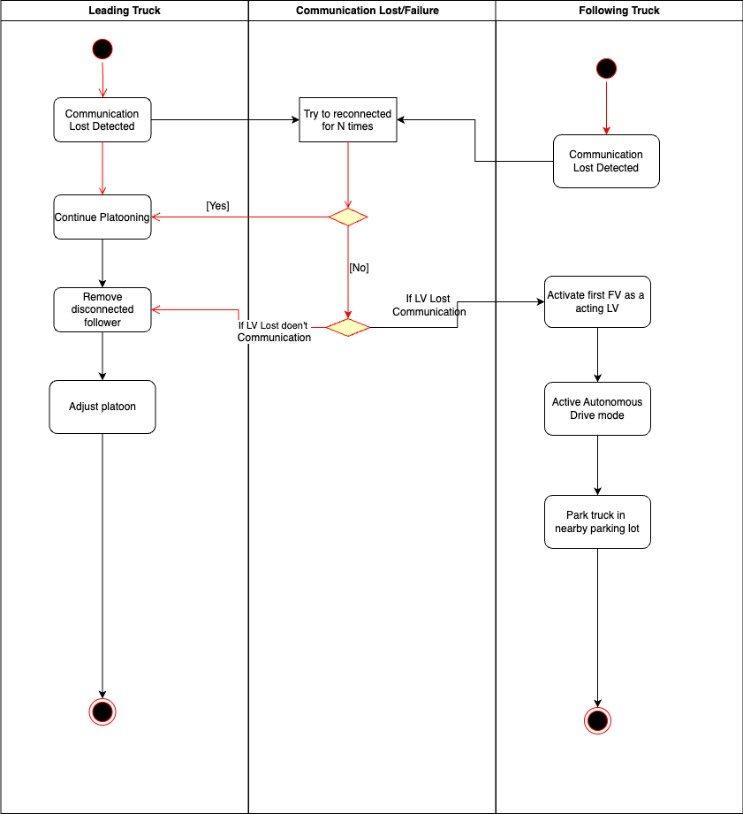 Leading Truck
Communication Lost/Failure
Following Truck
Communication
Lost Detected
Try to reconnected
for N times
Communication
Lost Detected
[Yes]
Continue Platooning
[No]
Remove
disconnected
follower
If LV Lost doen't
Communication
If LV Lost
Communication
Activate first FV as a
acting LV
Adjust platoon
Active Autonomous
Drive mode
Park truck in
nearby parking lot